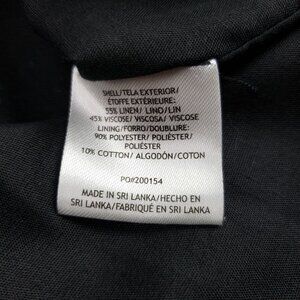 SHELL/TELA EXTERIOR/
ÉTOFFE EXTÉRIEURE:
55% LINEN/ LINO/LIN
45% VISCOSE/ VISCOSA/ VISCOSE
LINING/FORRO/DOUBLURE:
90% POLYESTER/ POLIÉSTER/
POLIÉSTER
10% COTTON/ ALGODÓN/COTON
PO#200154
MADE IN SRI LANKA/HECHO EN
SRI LANKA/FABRIQUÉ EN SRI LANKA